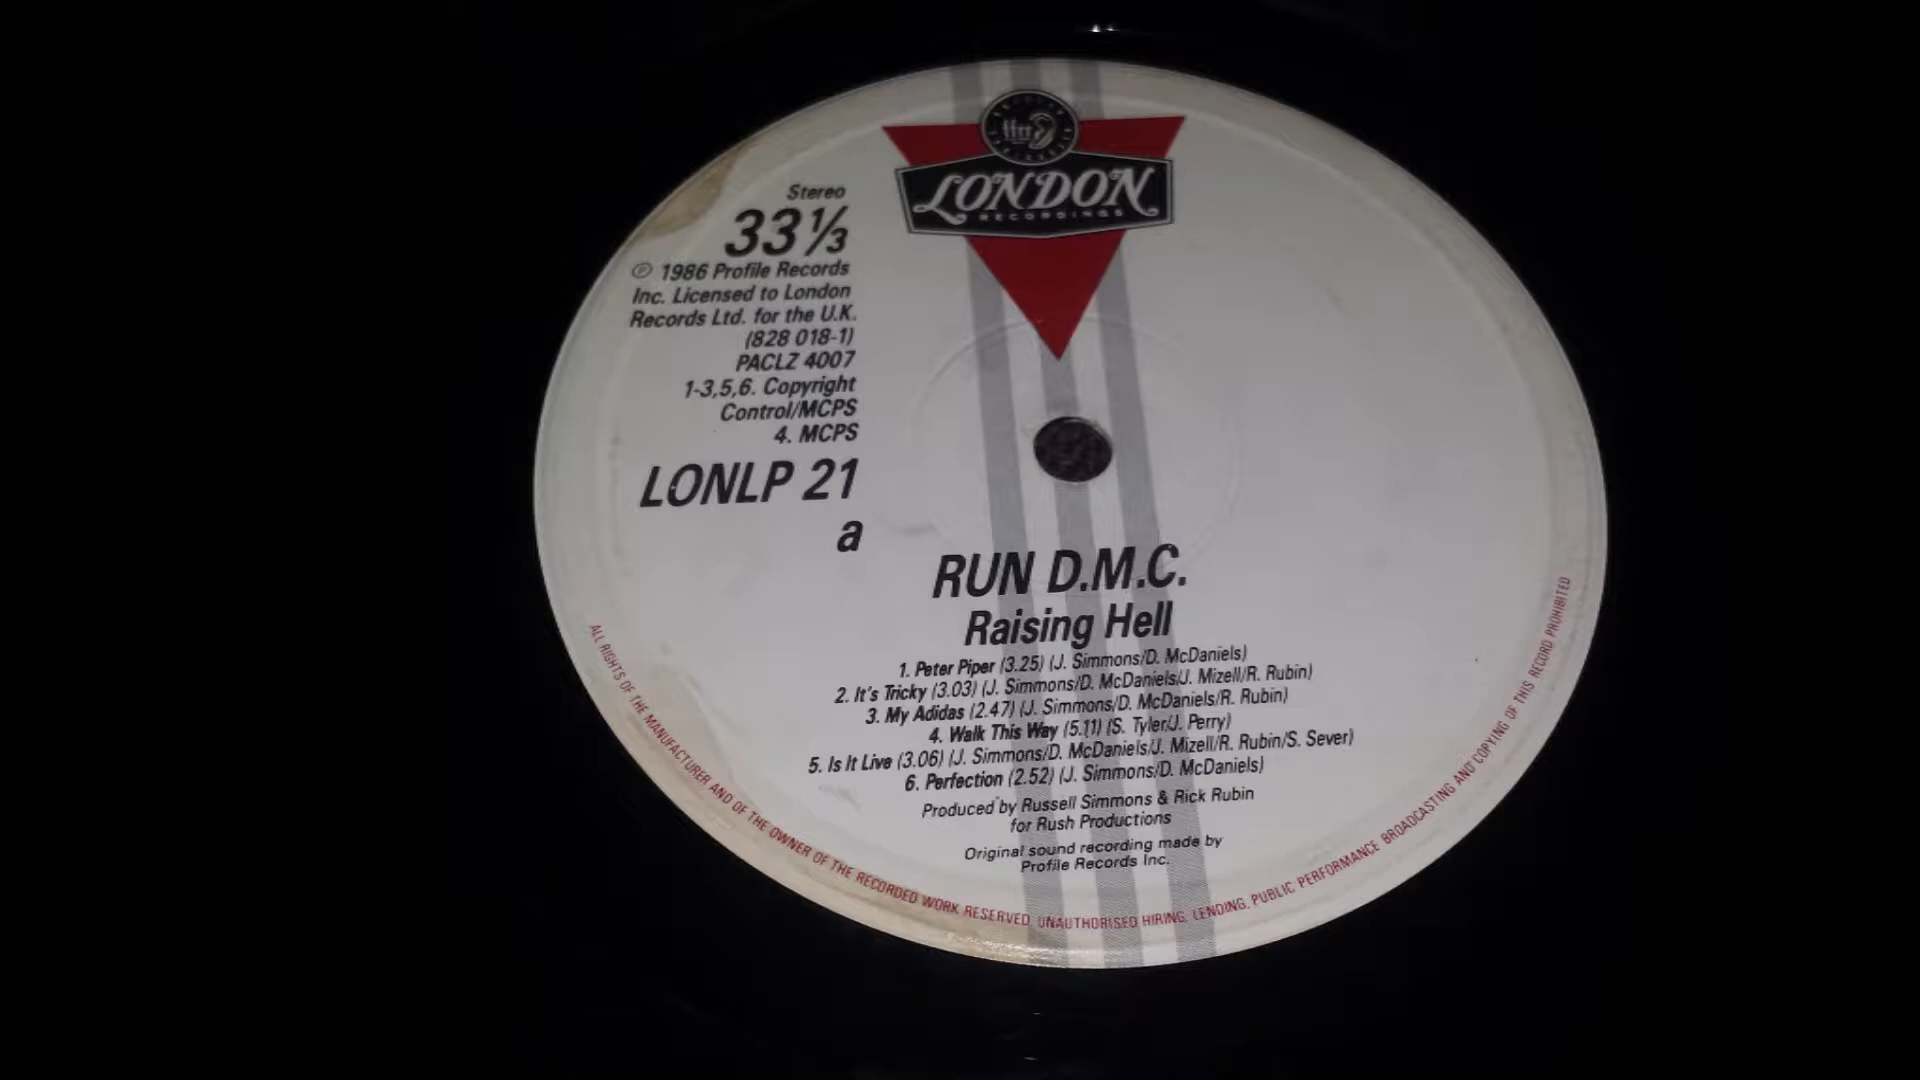 ffrr
LONDON
RECORDINGS
Stereo
33⅓
℗ 1986 Profile Records
Inc. Licensed to London
Records Ltd. for the U.K.
(828 018-1)
PACLZ 4007
1-3,5,6. Copyright
Control/MCPS
4. MCPS
LONLP 21
a
RUN D.M.C.
Raising Hell
1. Peter Piper (3.25) (J. Simmons/D. McDaniels)
2. It's Tricky (3.03) (J. Simmons/D. McDaniels/J. Mizell/R. Rubin)
3. My Adidas (2.47) (J. Simmons/D. McDaniels/R. Rubin)
4. Walk This Way (5.11) (S. Tyler/J. Perry)
5. Is It Live (3.06) (J. Simmons/D. McDaniels/J. Mizell/R. Rubin/S. Sever)
6. Perfection (2.52) (J. Simmons/D. McDaniels)
Produced by Russell Simmons & Rick Rubin
for Rush Productions
Original sound recording made by
Profile Records Inc.
ALL RIGHTS OF THE MANUFACTURER AND OF THE OWNER OF THE RECORDED WORK RESERVED. UNAUTHORISED HIRING, LENDING, PUBLIC PERFORMANCE BROADCASTING AND COPYING OF THIS RECORD PROHIBITED